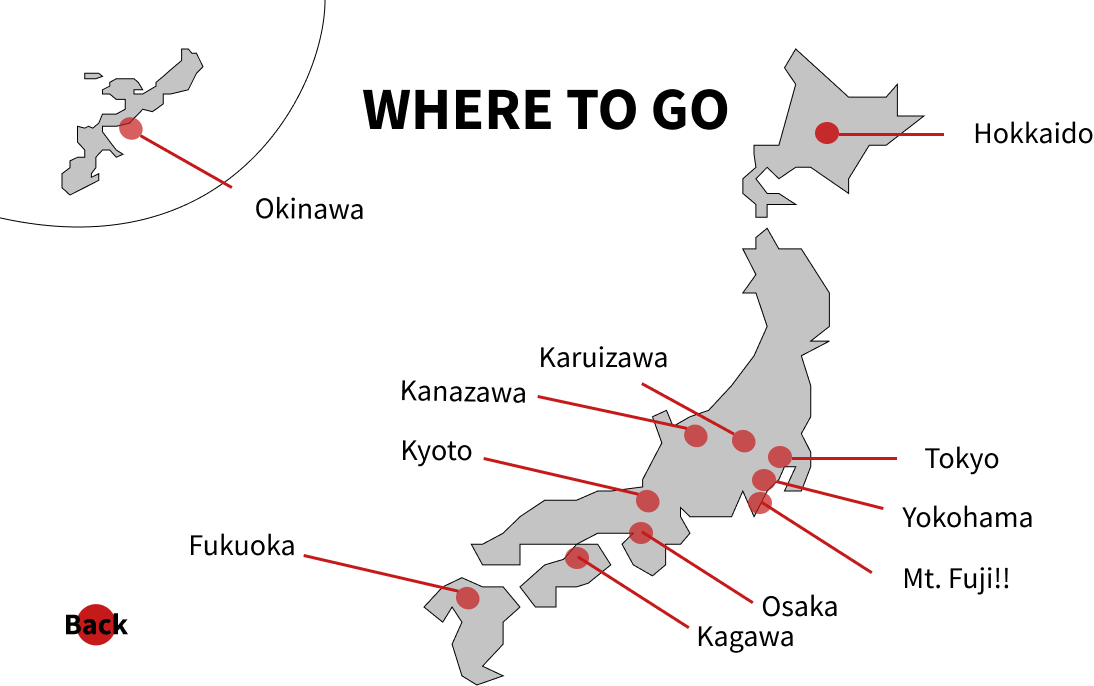 WHERE TO GO
Hokkaido
Okinawa
Karuizawa
Kanazawa
Kyoto
Tokyo
Yokohama
Fukuoka
Mt. Fuji!!
Osaka
Back
Kagawa